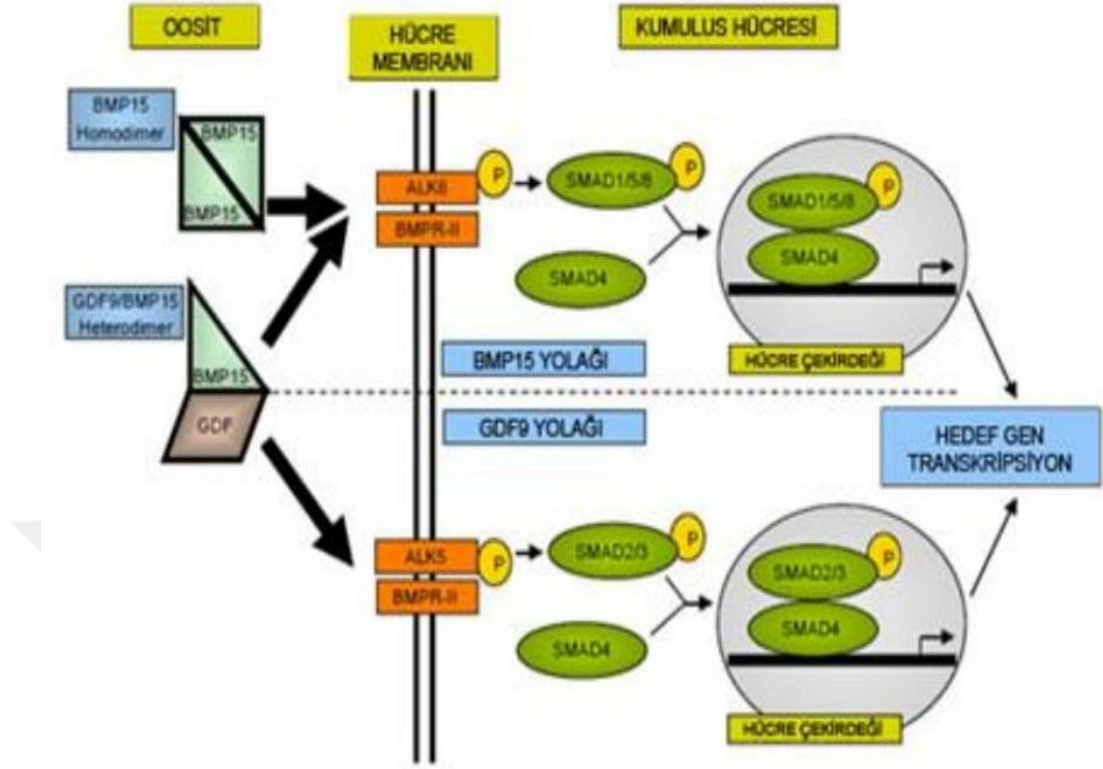 OOSİT
HÜCRE
MEMBRANI
KUMULUS HÜCRESİ
BMP15
Homodimer
BMP15
BMP15
ALK6
P
BMPR-II
SMAD1/5/8
P
SMAD4
SMAD1/5/8
P
SMAD4
HÜCRE ÇEKİRDEĞİ
GDF9/BMP15
Heterodimer
BMP15
GDF
BMP15 YOLAĞI
GDF9 YOLAĞI
HEDEF GEN
TRANSKRİPSİYON
ALK5
P
BMPR-II
SMAD2/3
P
SMAD4
SMAD2/3
P
SMAD4
HÜCRE ÇEKİRDEĞİ